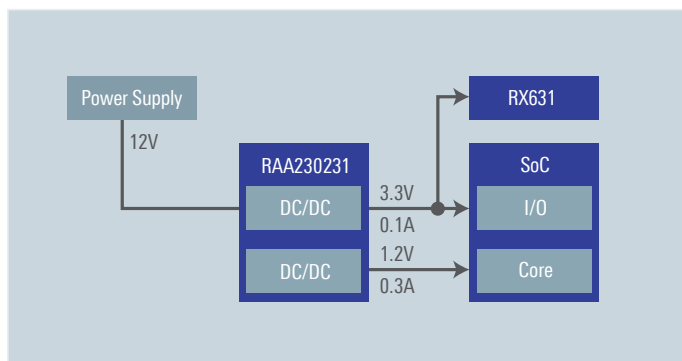 Power Supply
RX631
12V
RAA230231
SoC
DC/DC
3.3V
0.1A
I/O
DC/DC
1.2V
0.3A
Core